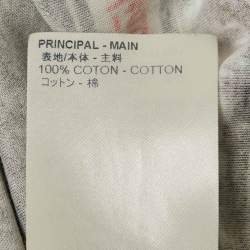 PRINCIPAL - MAIN
表地/本体 - 主料
100% COTON - COTTON
コットン - 棉